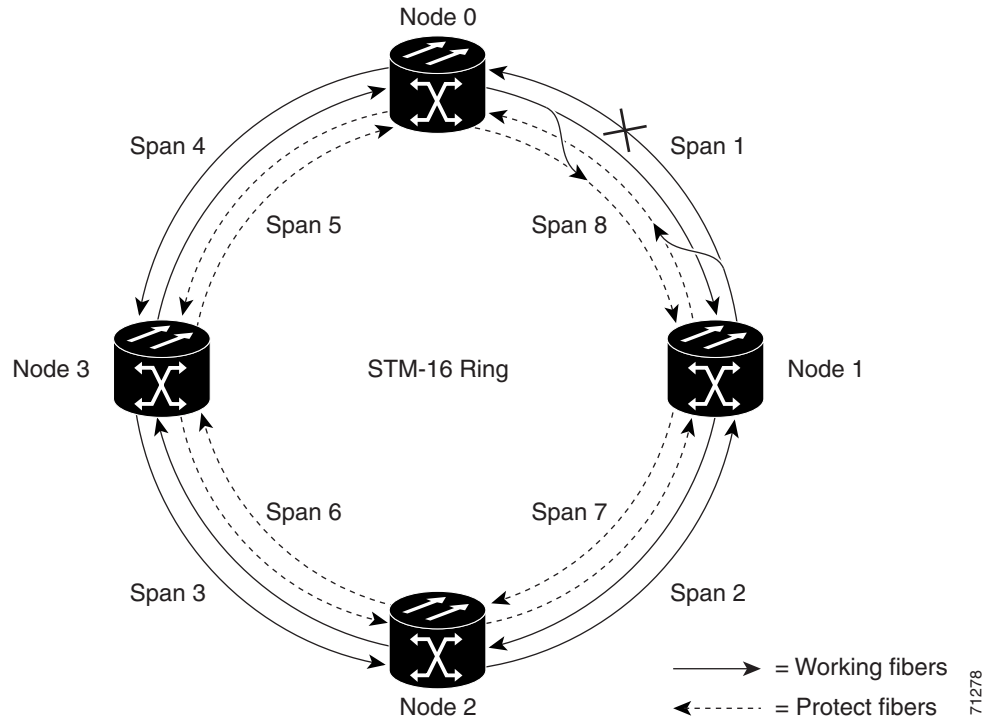 Node 0
Span 4
Span 1
Span 5
Span 8
Node 3
STM-16 Ring
Node 1
Span 6
Span 7
Span 3
Span 2
Node 2
= Working fibers
= Protect fibers
71278